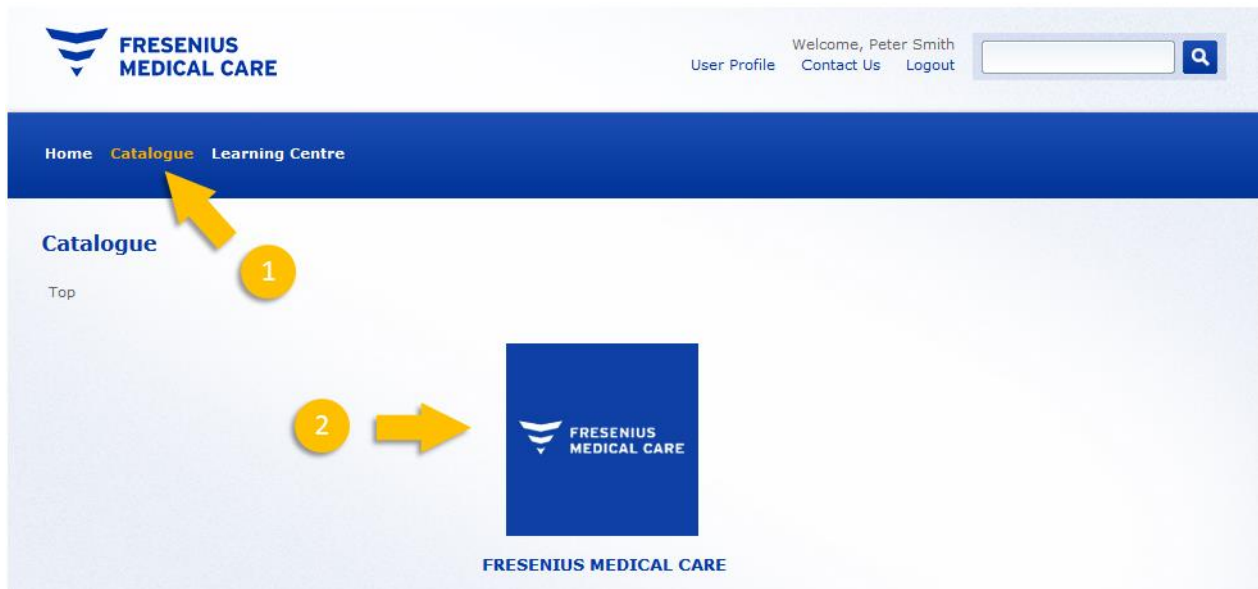 FRESENIUS
MEDICAL CARE
Welcome, Peter Smith
User Profile Contact Us Logout
Home Catalogue Learning Centre
Catalogue
1
Top
2
FRESENIUS
MEDICAL CARE
FRESENIUS MEDICAL CARE